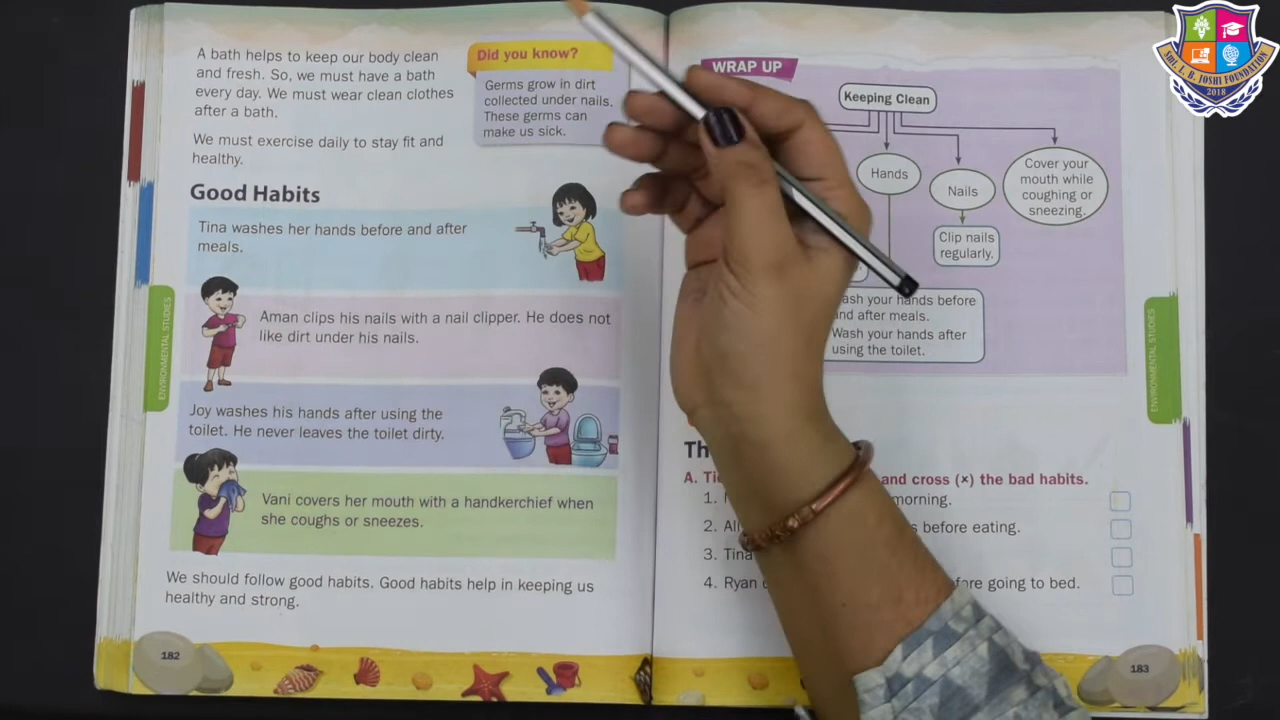 A bath helps to keep our body clean
and fresh. So, we must have a bath
every day. We must wear clean clothes
after a bath.
We must exercise daily to stay fit and
healthy.
Did you know?
Germs grow in dirt
collected under nails.
These germs can
make us sick.
Good Habits
Tina washes her hands before and after
meals.
Aman clips his nails with a nail clipper. He does not
like dirt under his nails.
Joy washes his hands after using the
toilet. He never leaves the toilet dirty.
Vani covers her mouth with a handkerchief when
she coughs or sneezes.
We should follow good habits. Good habits help in keeping us
healthy and strong.
182
ENVIRONMENTAL STUDIES
WRAP UP
Keeping Clean
Hands
Nails
Cover your
mouth while
coughing or
sneezing.
Clip nails
regularly.
your hands before
and after meals.
Wash your hands after
using the toilet.
A. and cross (×) the bad habits.
1. morning.
2. before eating.
3. Tina
4. Ryan going to bed.
183
ENVIRONMENTAL STUDIES
SHRI. L. B. JOSHI FOUNDATION
2018